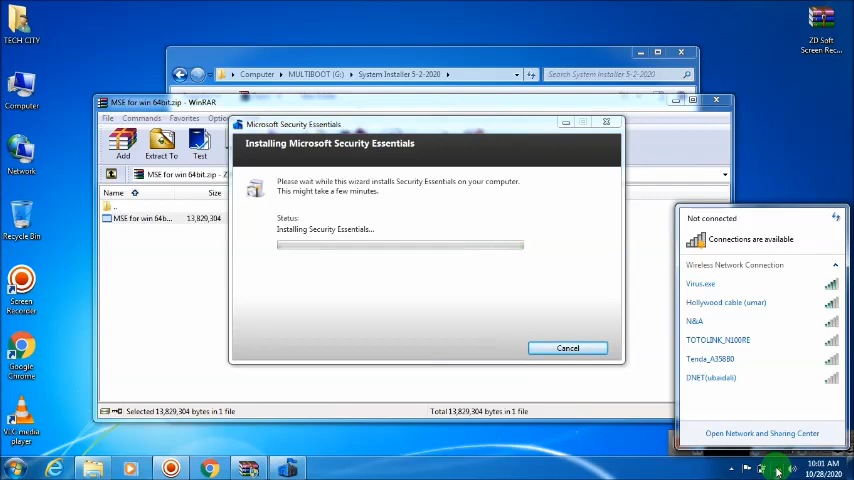 TECH CITY
Computer
Network
Recycle Bin
Screen
Recorder
Google
Chrome
VLC media
player
ZD Soft
Screen Rec...
Computer ▸ MULTIBOOT (G:) ▸ System Installer 5-2-2020 ▸
Search System Installer 5-2-2020
MSE for win 64bit.zip - WinRAR
File Commands Favorites Optio
Add Extract To Test
MSE for win 64bit.zip - Z
Name Size
..
MSE for win 64b... 13,829,304
Selected 13,829,304 bytes in 1 file
Total 13,829,304 bytes in 1 file
Microsoft Security Essentials
Installing Microsoft Security Essentials
Please wait while this wizard installs Security Essentials on your computer.
This might take a few minutes.
Status:
Installing Security Essentials...
Cancel
Not connected
Connections are available
Wireless Network Connection
Virus.exe
Hollywood cable (umar)
N&A
TOTOLINK_N100RE
Tenda_A358B0
DNET(ubaidali)
Open Network and Sharing Center
10:01 AM
10/28/2020